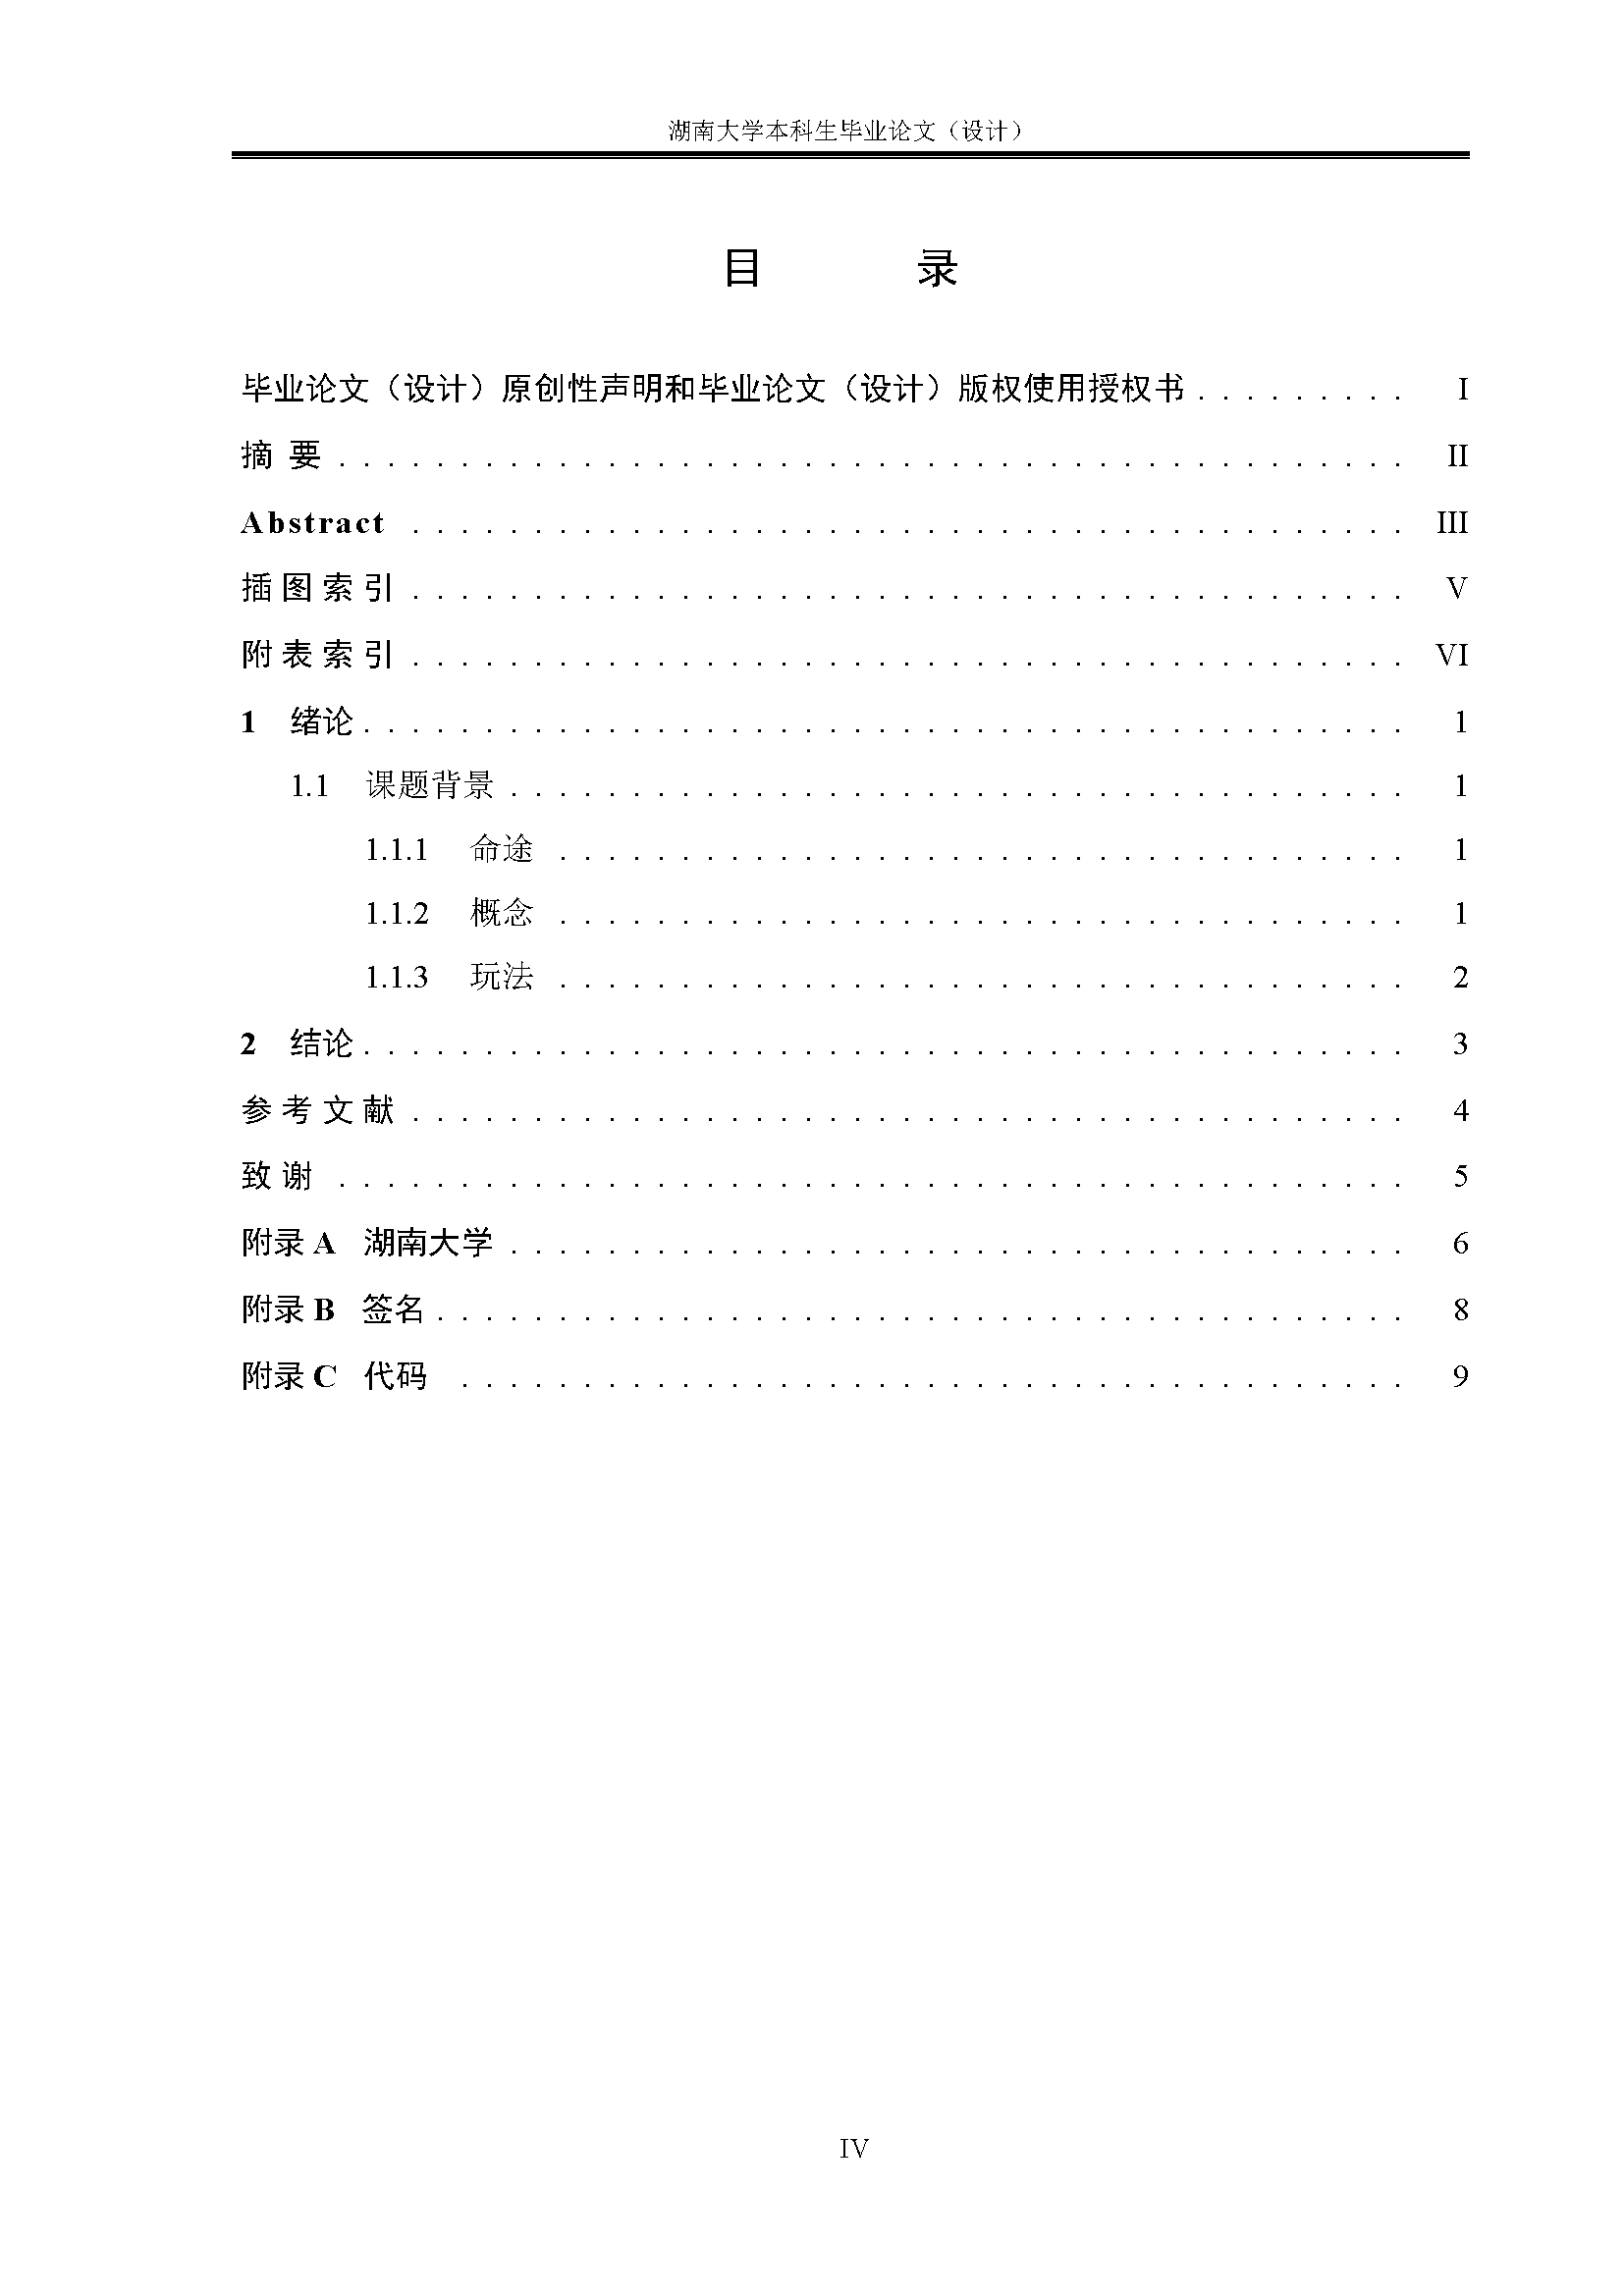 湖南大学本科生毕业论文（设计）
目 录
毕业论文（设计）原创性声明和毕业论文（设计）版权使用授权书 . . . . . . . . . I
摘 要 . . . . . . . . . . . . . . . . . . . . . . . . . . . . . . . . . . . . . . . . . . . . II
Abstract . . . . . . . . . . . . . . . . . . . . . . . . . . . . . . . . . . . . . . . . . III
插 图 索 引 . . . . . . . . . . . . . . . . . . . . . . . . . . . . . . . . . . . . . . . . . V
附 表 索 引 . . . . . . . . . . . . . . . . . . . . . . . . . . . . . . . . . . . . . . . . . VI
1 绪论 . . . . . . . . . . . . . . . . . . . . . . . . . . . . . . . . . . . . . . . . . . . 1
1.1 课题背景 . . . . . . . . . . . . . . . . . . . . . . . . . . . . . . . . . . . . . 1
1.1.1 命途 . . . . . . . . . . . . . . . . . . . . . . . . . . . . . . . . . . . 1
1.1.2 概念 . . . . . . . . . . . . . . . . . . . . . . . . . . . . . . . . . . . 1
1.1.3 玩法 . . . . . . . . . . . . . . . . . . . . . . . . . . . . . . . . . . . 2
2 结论 . . . . . . . . . . . . . . . . . . . . . . . . . . . . . . . . . . . . . . . . . . . 3
参 考 文 献 . . . . . . . . . . . . . . . . . . . . . . . . . . . . . . . . . . . . . . . . . 4
致 谢 . . . . . . . . . . . . . . . . . . . . . . . . . . . . . . . . . . . . . . . . . . . . 5
附录 A 湖南大学 . . . . . . . . . . . . . . . . . . . . . . . . . . . . . . . . . . . . . 6
附录 B 签名 . . . . . . . . . . . . . . . . . . . . . . . . . . . . . . . . . . . . . . . . 8
附录 C 代码 . . . . . . . . . . . . . . . . . . . . . . . . . . . . . . . . . . . . . . . 9
IV